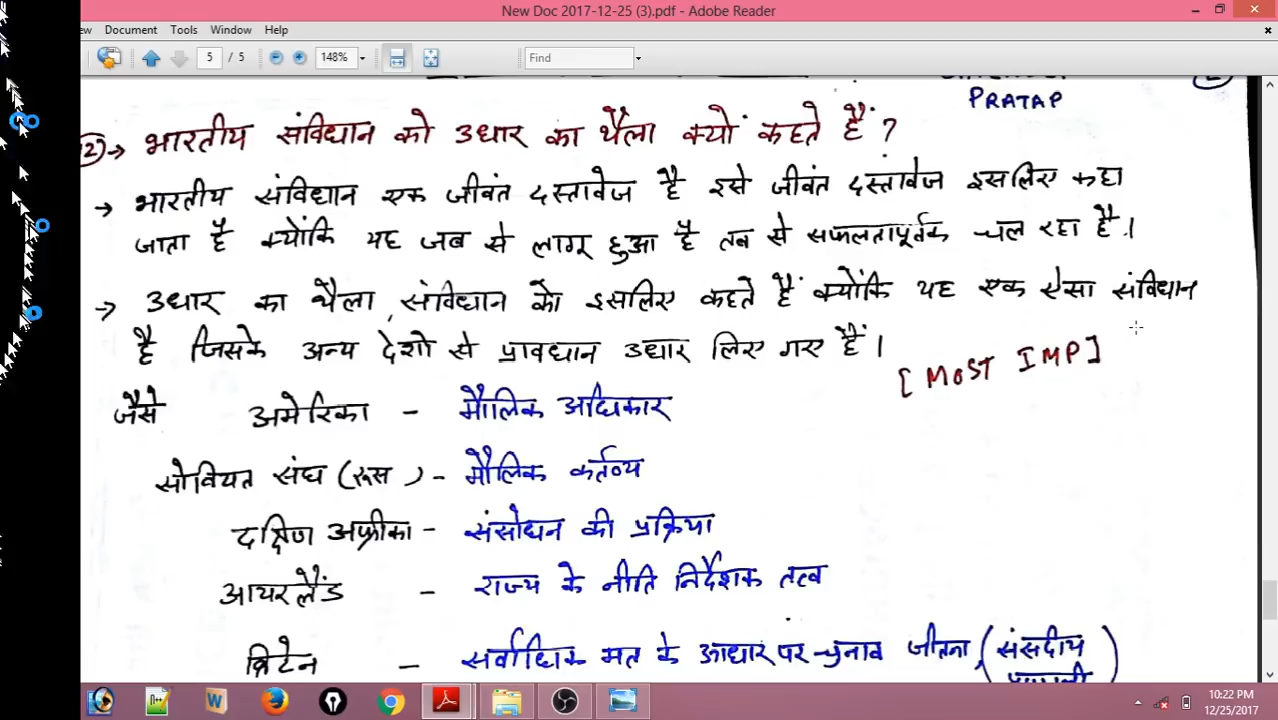 New Doc 2017-12-25 (3).pdf - Adobe Reader
ew Document Tools Window Help
5 / 5 148% Find
PRATAP
2) → भारतीय संविधान को उधार का थैला क्यों कहते हैं ?
→ भारतीय संविधान एक जीवंत दस्तावेज है इसे जीवंत दस्तावेज इसलिए कहा
जाता है क्योंकि यह जब से लागू हुआ है तब से सफलतापूर्वक चल रहा है।
→ उधार का थैला, संविधान को इसलिए कहते हैं क्योंकि यह एक ऐसा संविधान
है जिसके अन्य देशो से प्रावधान उधार लिए गए हैं।
[MOST IMP]
जैसे अमेरिका - मौलिक अधिकार
सोवियत संघ (रूस) - मौलिक कर्तव्य
दक्षिण अफ्रीका - संसोधन की प्रक्रिया
आयरलैंड - राज्य के नीति निर्देशक तत्व
ब्रिटेन - सर्वाधिक मत के आधार पर चुनाव जीतना (संसदीय
10:22 PM
12/25/2017